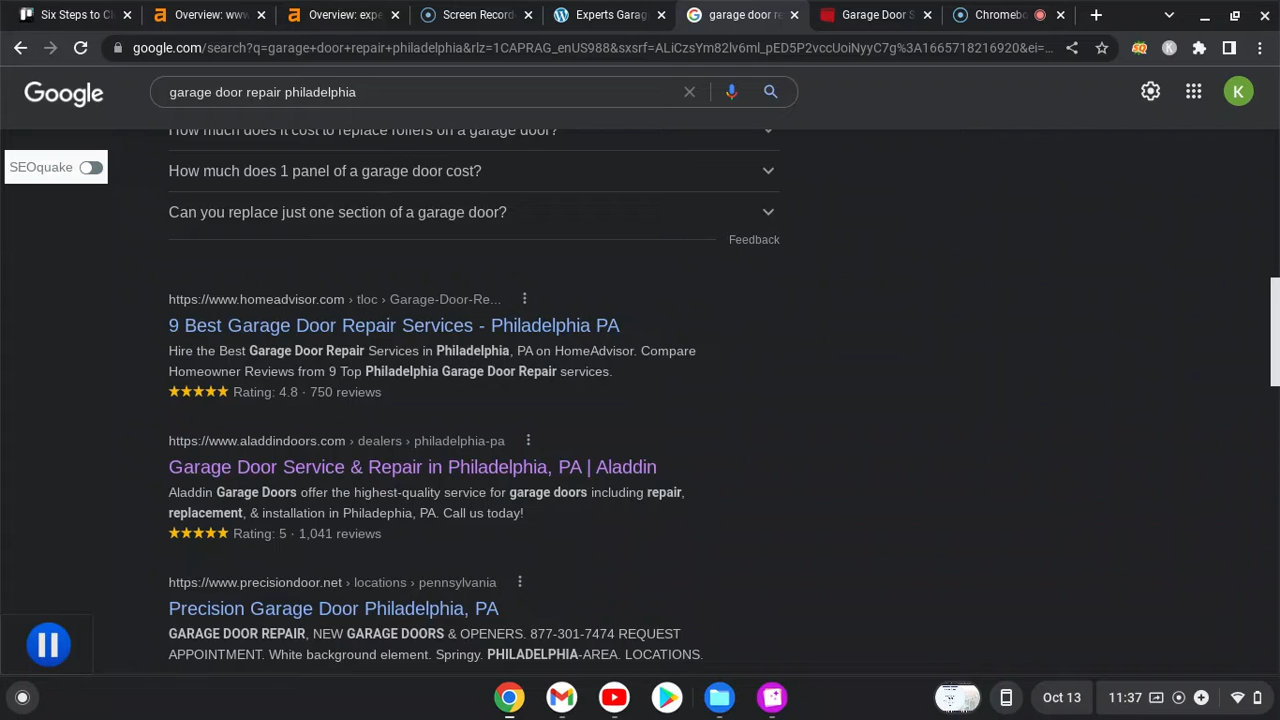 Six Steps to Cl
Overview: www
Overview: expe
Screen Record
Experts Garag
garage door re
Garage Door S
Chromebo
google.com/search?q=garage+door+repair+philadelphia&rlz=1CAPRAG_enUS988&sxsrf=ALiCzsYm82lv6ml_pED5P2vccUoiNyyC7g%3A1665718216920&ei=...
SQ
K
Google
garage door repair philadelphia
K
How much does it cost to replace rollers on a garage door?
SEOquake
How much does 1 panel of a garage door cost?
Can you replace just one section of a garage door?
Feedback
https://www.homeadvisor.com › tloc › Garage-Door-Re...
9 Best Garage Door Repair Services - Philadelphia PA
Hire the Best Garage Door Repair Services in Philadelphia, PA on HomeAdvisor. Compare
Homeowner Reviews from 9 Top Philadelphia Garage Door Repair services.
Rating: 4.8 · 750 reviews
https://www.aladdindoors.com › dealers › philadelphia-pa
Garage Door Service & Repair in Philadelphia, PA | Aladdin
Aladdin Garage Doors offer the highest-quality service for garage doors including repair,
replacement, & installation in Philadephia, PA. Call us today!
Rating: 5 · 1,041 reviews
https://www.precisiondoor.net › locations › pennsylvania
Precision Garage Door Philadelphia, PA
GARAGE DOOR REPAIR, NEW GARAGE DOORS & OPENERS. 877-301-7474 REQUEST
APPOINTMENT. White background element. Springy. PHILADELPHIA-AREA. LOCATIONS.
Oct 13
11:37